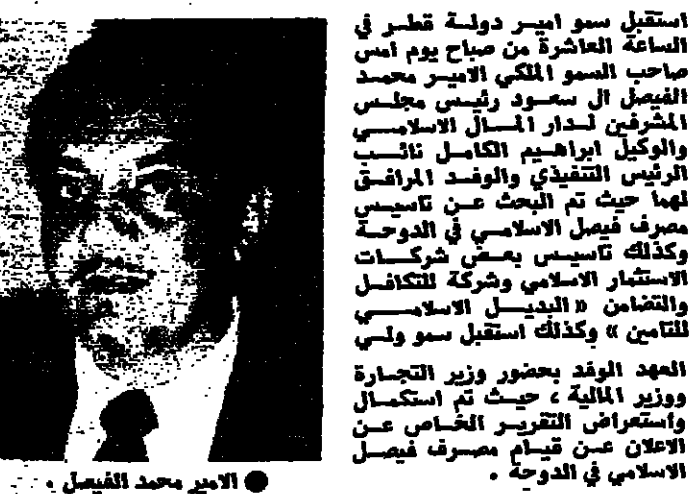 استقبل سمو امير دولة قطر في
الساعة العاشرة من صباح يوم امس
صاحب السمو الملكي الامير محمد
الفيصل ال سعود رئيس مجلس
المشرفين لدار المال الاسلامي
والوكيل ابراهيم الكامل نائب
الرئيس التنفيذي والوفد المرافق
لهما حيث تم البحث عن تاسيس
مصرف فيصل الاسلامي في الدوحة
وكذلك تاسيس بعض شركات
الاستثمار الاسلامي وشركة للتكافل
والتضامن « البديل الاسلامي
للتامين » وكذلك استقبل سمو ولي
العهد الوفد بحضور وزير التجارة
ووزير المالية ، حيث تم استكمال
وأستعراض التقرير الخاص عن
الاعلان عن قيام مصرف فيصل
الاسلامي في الدوحة .
● الامير محمد الفيصل .